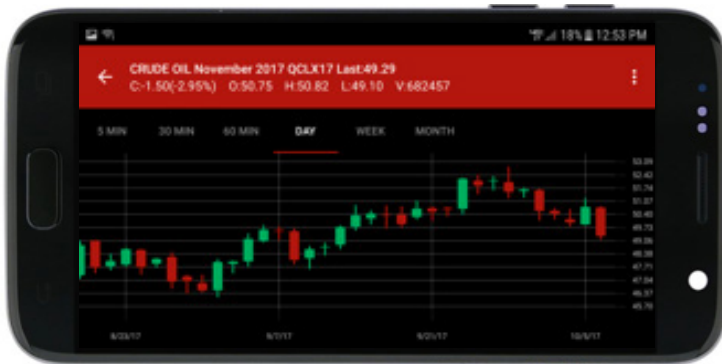 18% 12:53 PM
CRUDE OIL November 2017 QCLX17 Last:49.29
C:-1.50(-2.95%) O:50.75 H:50.82 L:49.10 V:682457
5 MIN 30 MIN 60 MIN DAY WEEK MONTH
53.09
52.42
51.74
51.07
50.40
49.73
49.06
48.38
47.71
47.04
46.37
45.70
8/23/17 9/7/17 9/21/17 10/5/17